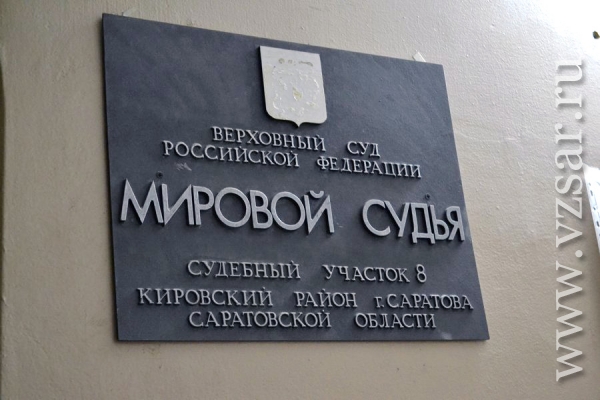 ВЕРХОВНЫЙ СУД
РОССИЙСКОЙ ФЕДЕРАЦИИ
МИРОВОЙ СУДЬЯ
СУДЕБНЫЙ УЧАСТОК 8
КИРОВСКИЙ РАЙОН г. САРАТОВА
САРАТОВСКОЙ ОБЛАСТИ
www.vzsar.ru